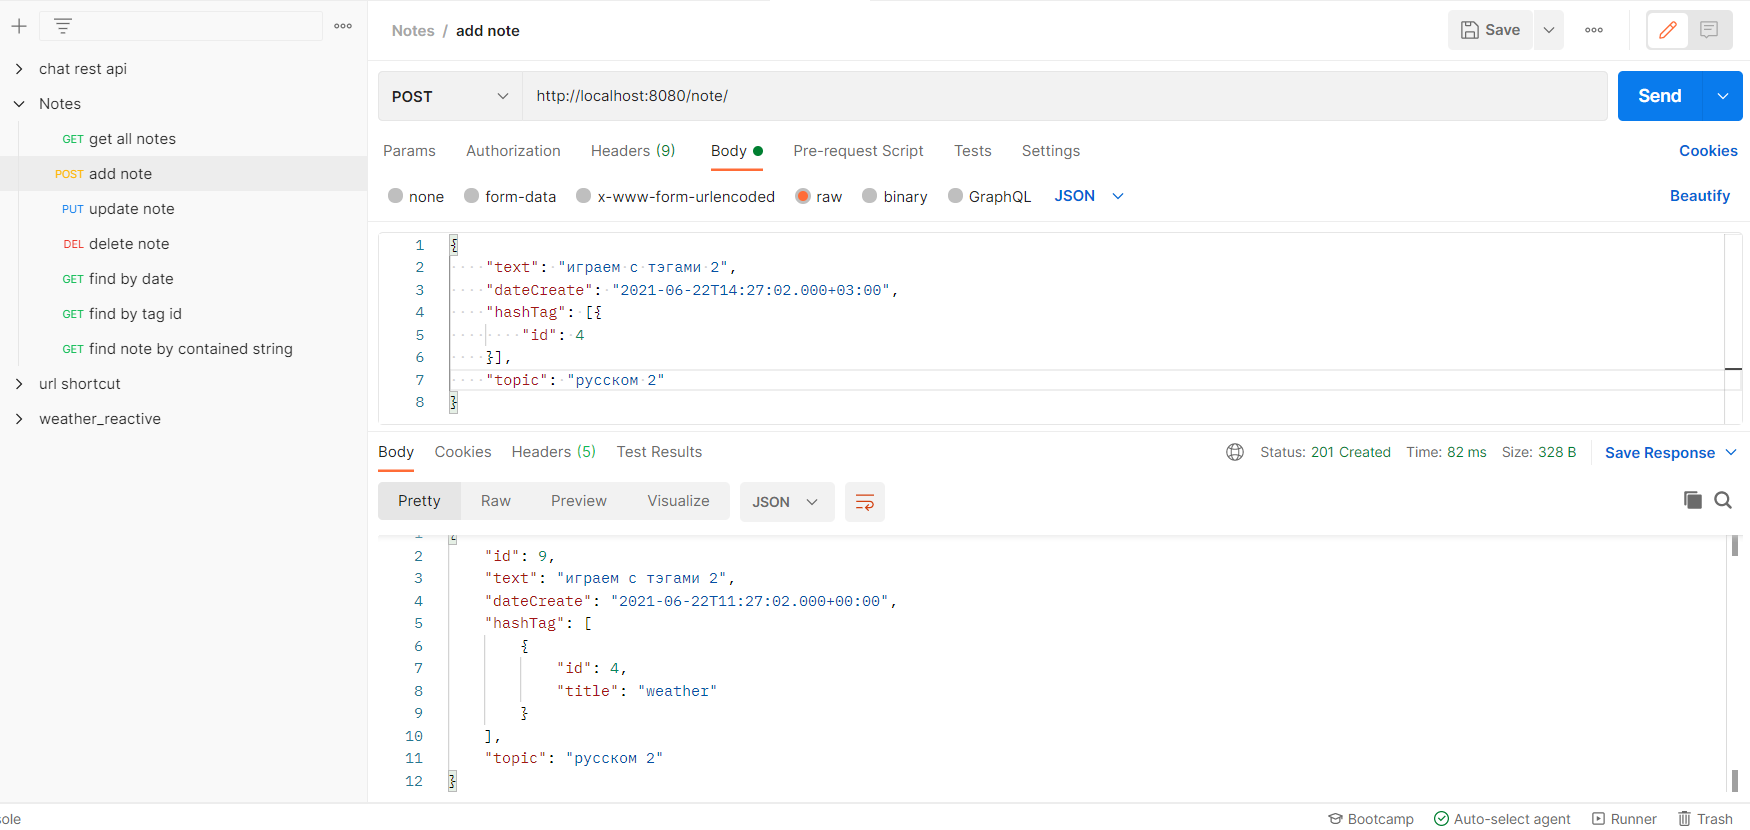 Notes / add note
Save
chat rest api
Notes
GET get all notes
POST add note
PUT update note
DEL delete note
GET find by date
GET find by tag id
GET find note by contained string
url shortcut
weather_reactive
POST
http://localhost:8080/note/
Send
Params Authorization Headers (9) Body Pre-request Script Tests Settings Cookies
none form-data x-www-form-urlencoded raw binary GraphQL JSON Beautify
1 {
2 "text": "играем с тэгами 2",
3 "dateCreate": "2021-06-22T14:27:02.000+03:00",
4 "hashTag": [{
5 "id": 4
6 }],
7 "topic": "русском 2"
8 }
Body Cookies Headers (5) Test Results Status: 201 Created Time: 82 ms Size: 328 B Save Response
Pretty Raw Preview Visualize JSON
1 {
2 "id": 9,
3 "text": "играем с тэгами 2",
4 "dateCreate": "2021-06-22T11:27:02.000+00:00",
5 "hashTag": [
6 {
7 "id": 4,
8 "title": "weather"
9 }
10 ],
11 "topic": "русском 2"
12 }
ole Bootcamp Auto-select agent Runner Trash